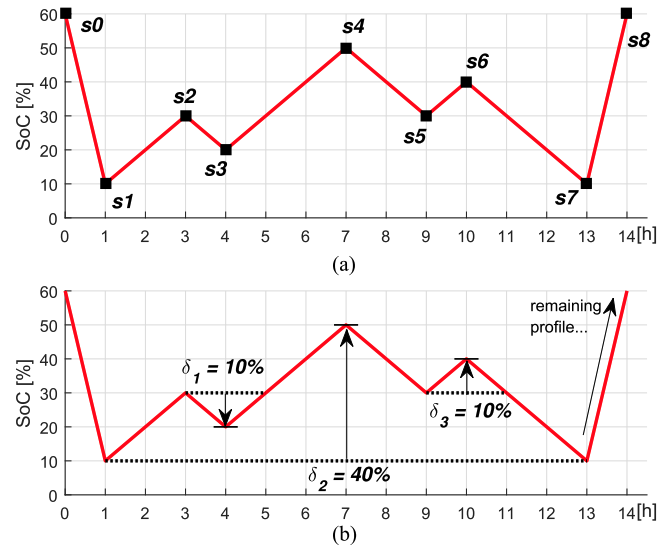 60
s0
s4
s8
50
s6
40
s2
30
SoC [%]
s5
20
s3
10
s1
s7
0
0 1 2 3 4 5 6 7 8 9 10 11 12 13 14 [h]
(a)
60
remaining
profile...
50
40
δ1 = 10%
30
SoC [%]
δ3 = 10%
20
10
δ2 = 40%
0
0 1 2 3 4 5 6 7 8 9 10 11 12 13 14 [h]
(b)